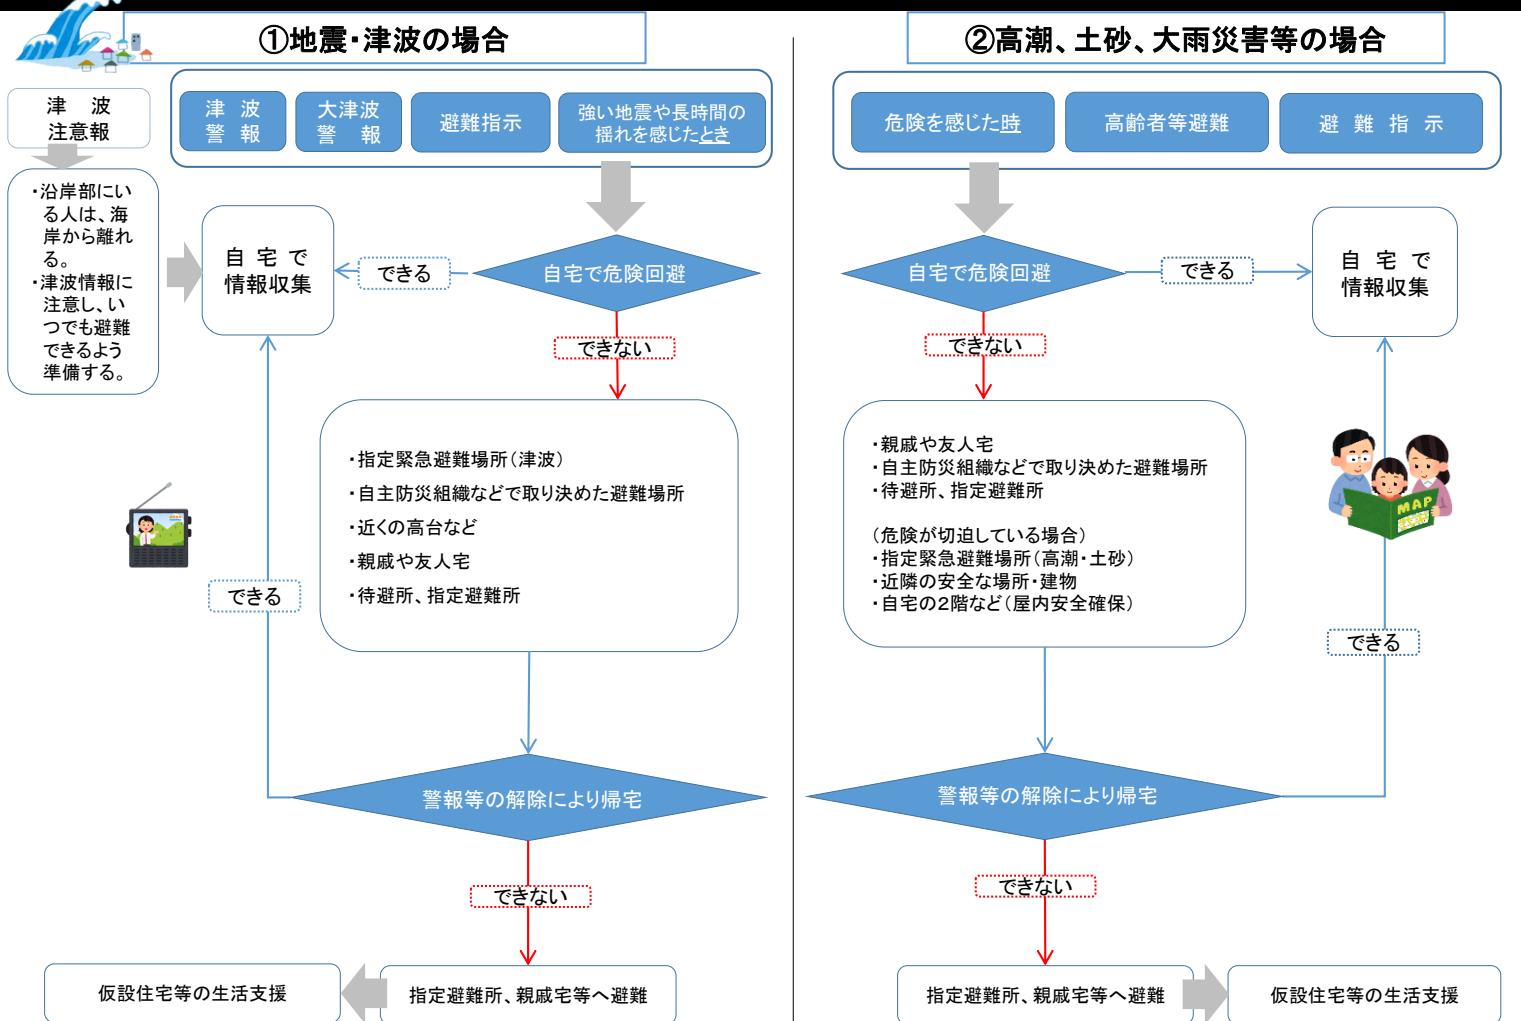 ①地震・津波の場合
津　波
注意報
津　波
警　報
大津波
警　報
避難指示
強い地震や長時間の
揺れを感じたとき
・沿岸部にい
る人は、海
岸から離れ
る。
・津波情報に
注意し、い
つでも避難
できるよう
準備する。
自 宅 で
情報収集
できる
自宅で危険回避
できない
・指定緊急避難場所（津波）
・自主防災組織などで取り決めた避難場所
・近くの高台など
・親戚や友人宅
・待避所、指定避難所
できる
警報等の解除により帰宅
できない
仮設住宅等の生活支援
指定避難所、親戚宅等へ避難
②高潮、土砂、大雨災害等の場合
危険を感じた時
高齢者等避難
避 難 指 示
自宅で危険回避
できる
自 宅 で
情報収集
できない
・親戚や友人宅
・自主防災組織などで取り決めた避難場所
・待避所、指定避難所
（危険が切迫している場合）
・指定緊急避難場所（高潮・土砂）
・近隣の安全な場所・建物
・自宅の２階など（屋内安全確保）
MAP
できる
警報等の解除により帰宅
できない
指定避難所、親戚宅等へ避難
仮設住宅等の生活支援